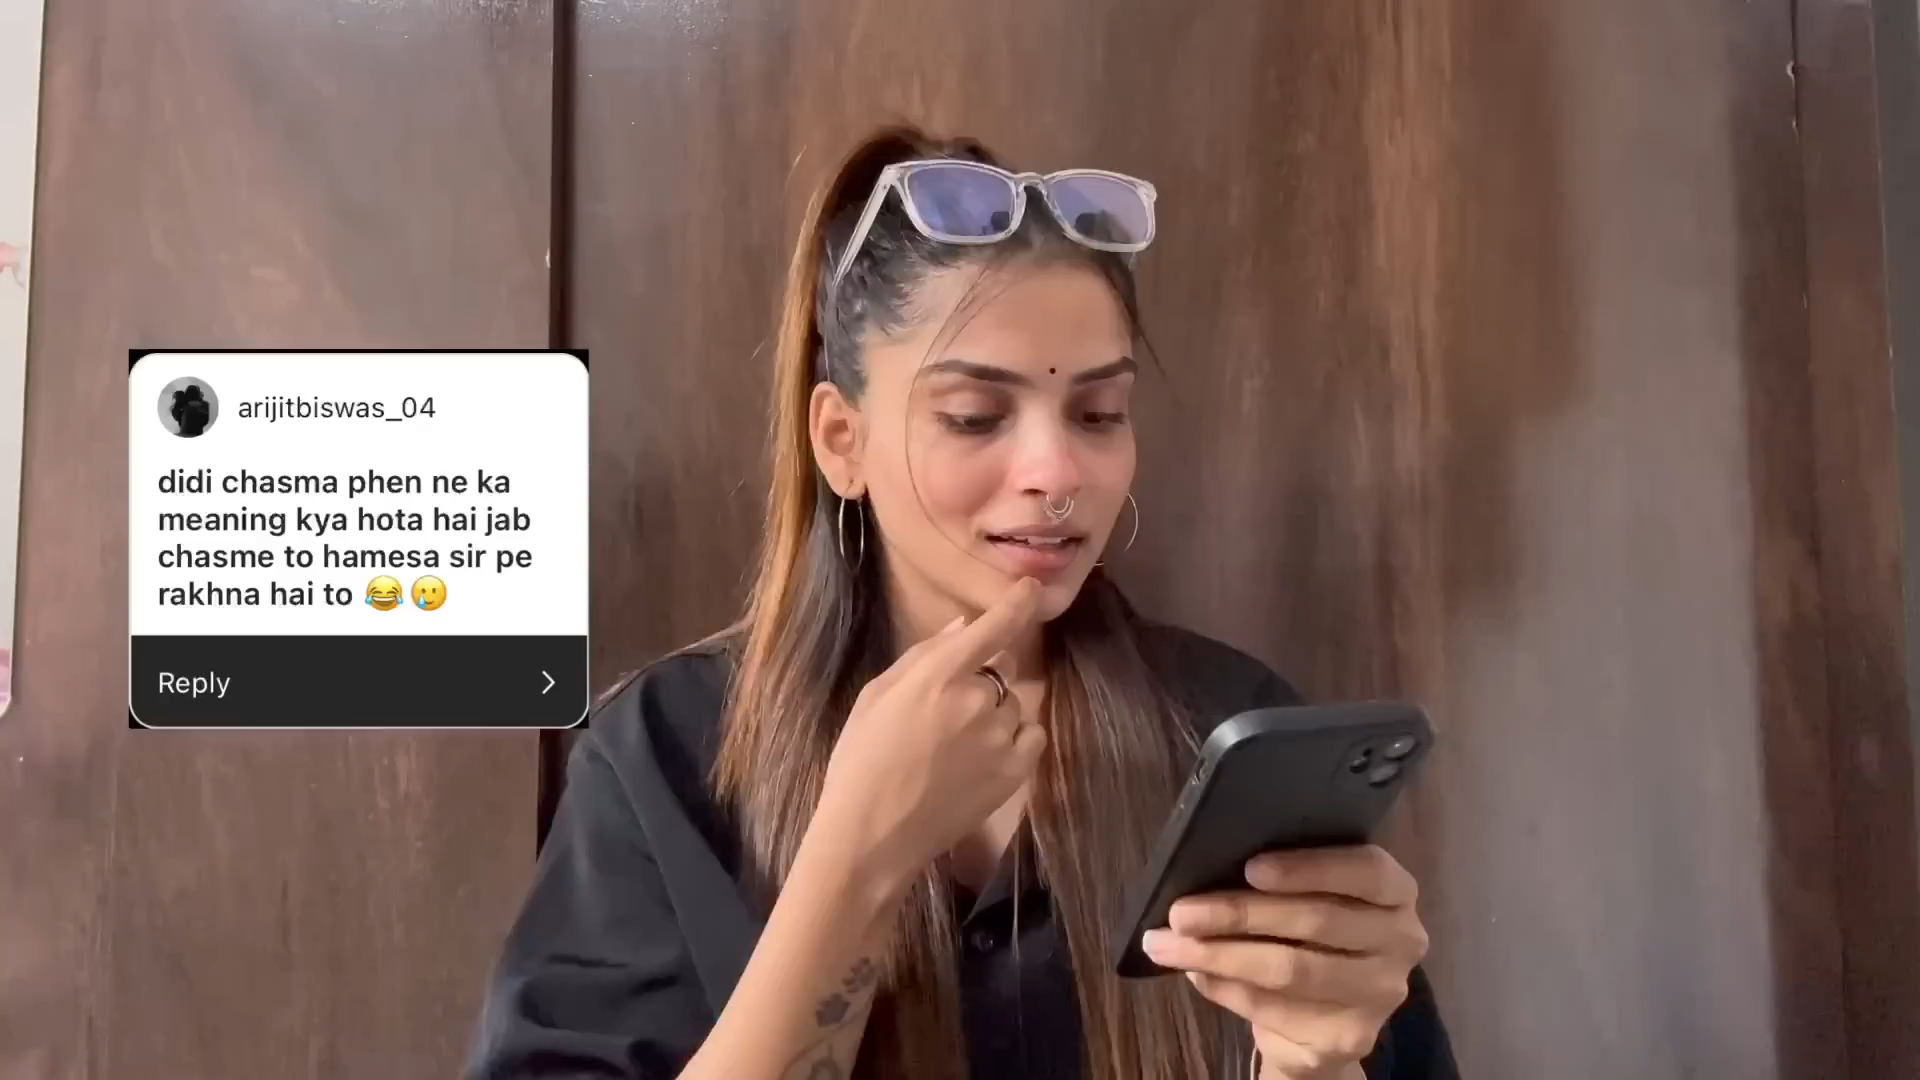 arijitbiswas_04
didi chasma phen ne ka
meaning kya hota hai jab
chasme to hamesa sir pe
rakhna hai to 😂🥲
Reply